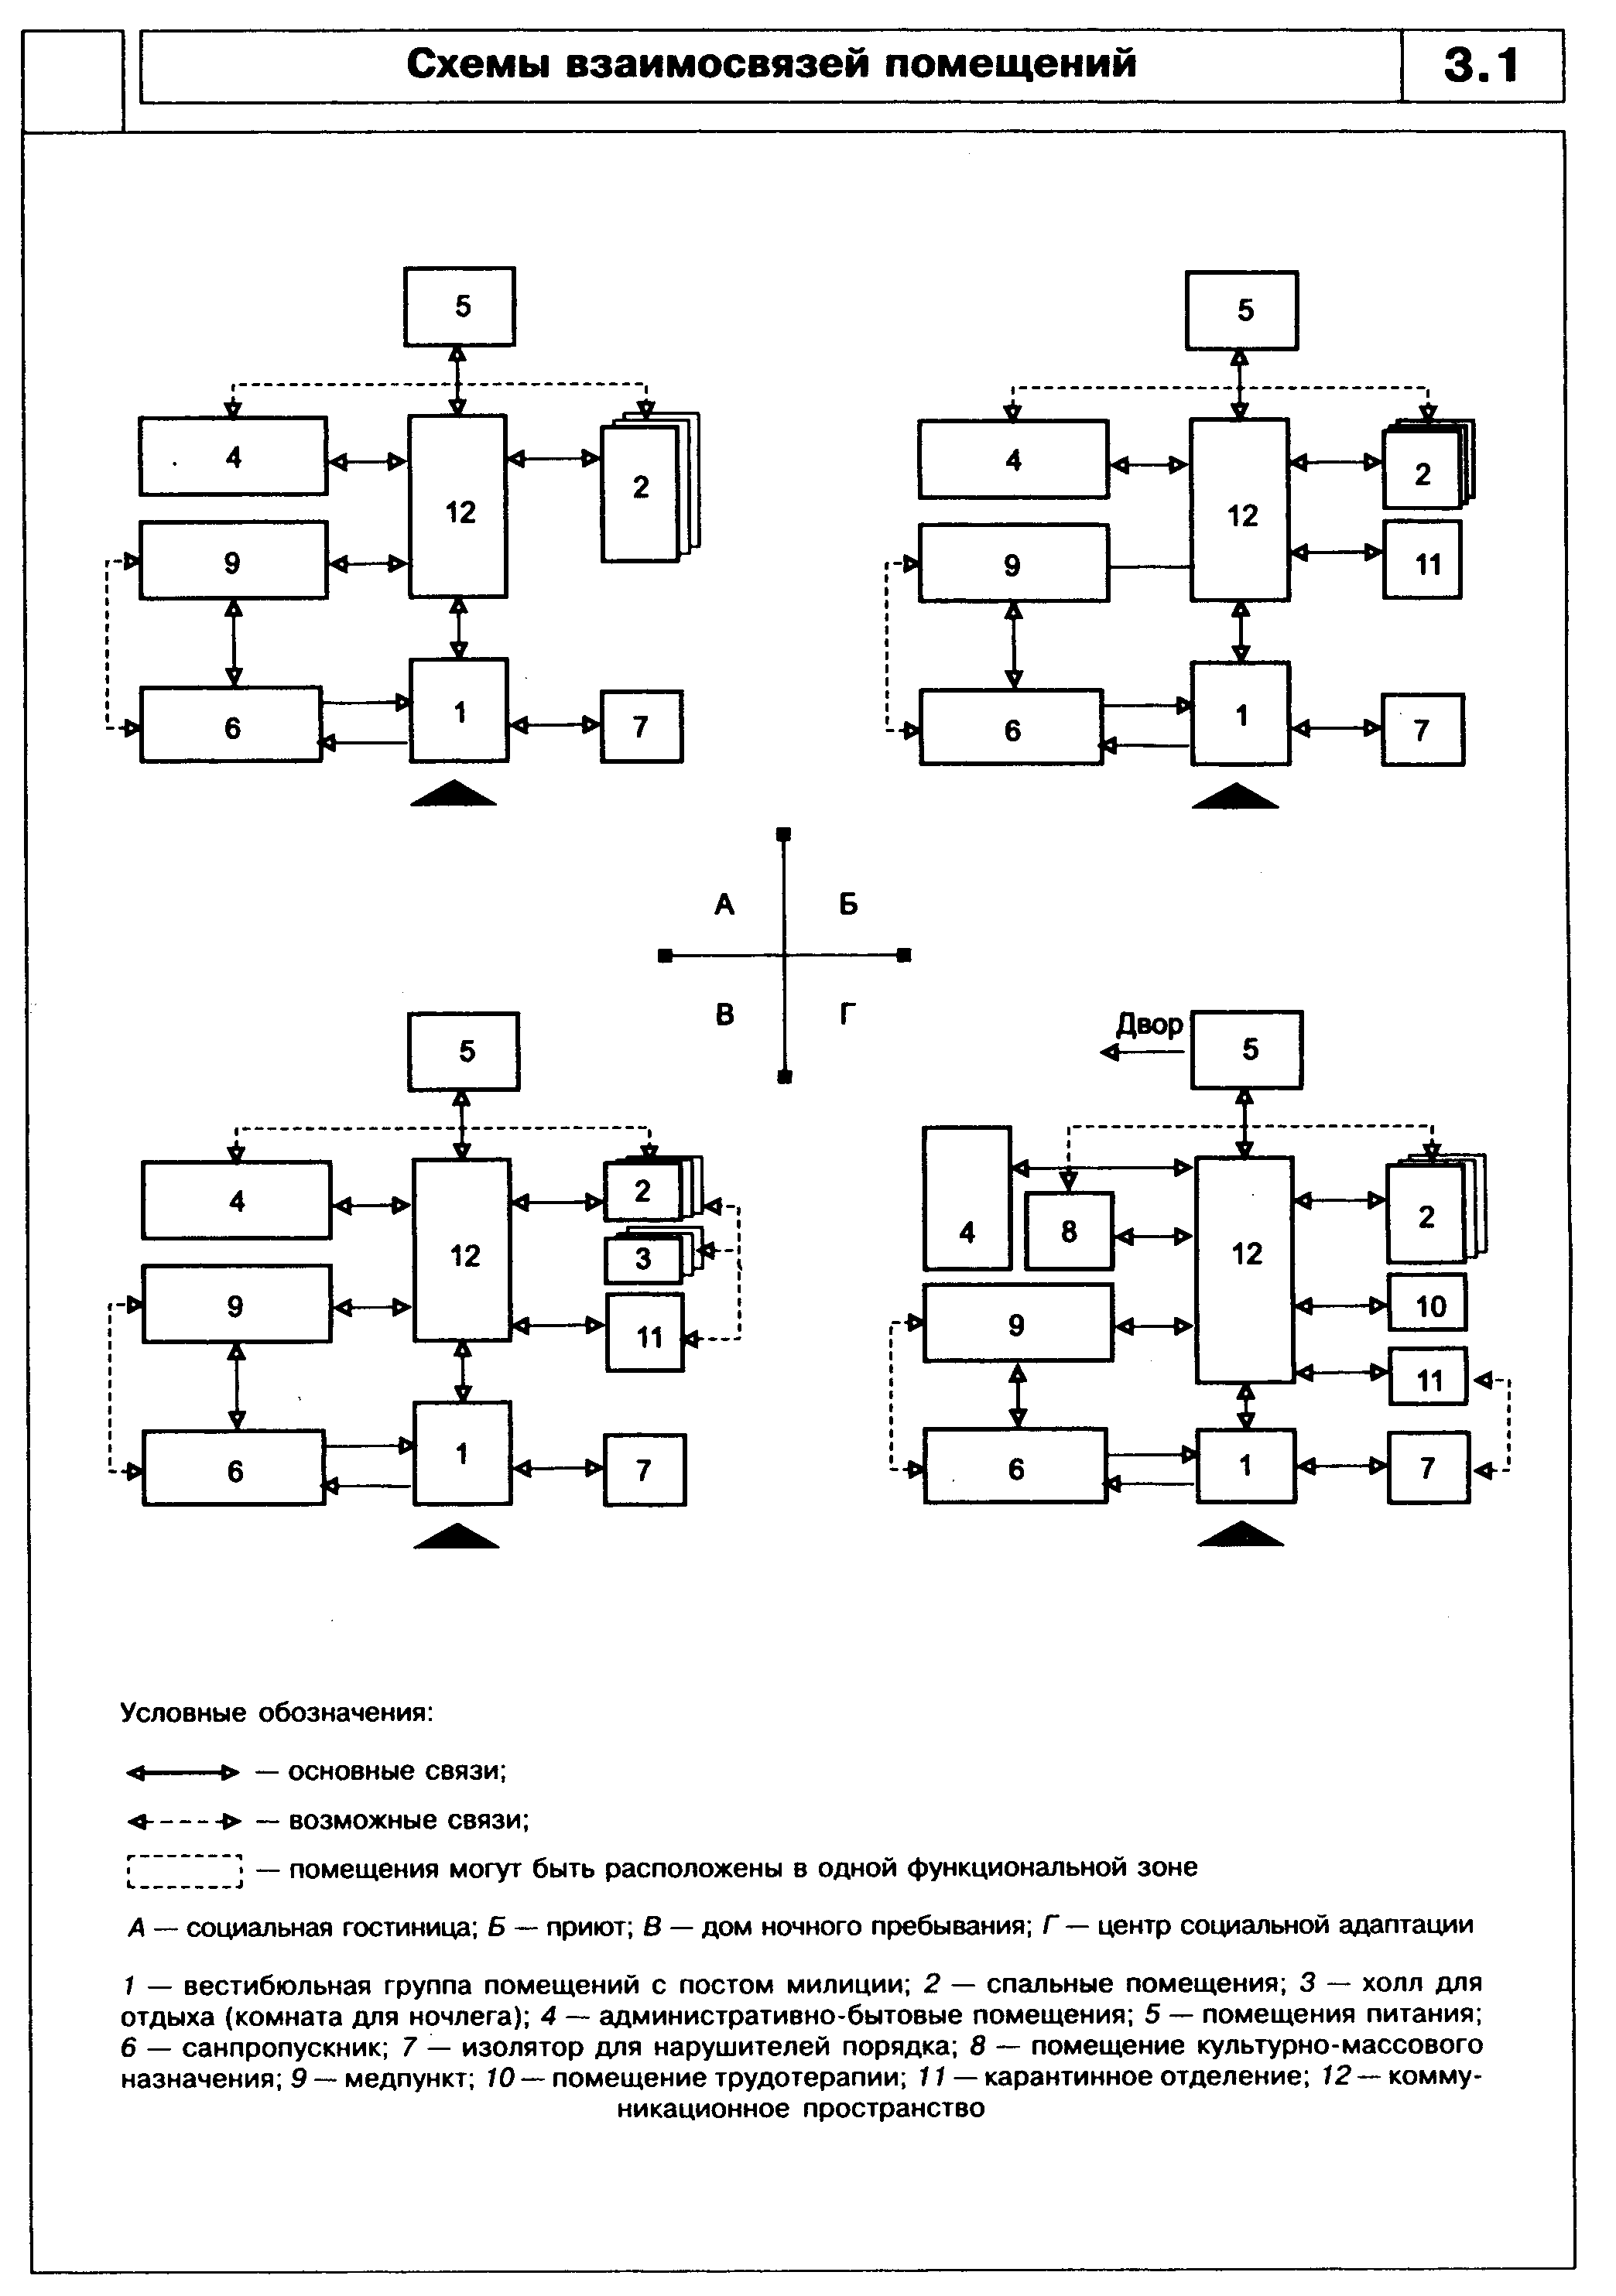 Схемы взаимосвязей помещений
3.1
5
4
12
2
9
6
1
7
5
4
12
2
9
11
6
1
7
А
Б
В
Г
5
4
12
2
3
9
11
6
1
7
Двор
5
4
8
12
2
9
10
11
6
1
7
Условные обозначения:
— основные связи;
— возможные связи;
— помещения могут быть расположены в одной функциональной зоне
А — социальная гостиница; Б — приют; В — дом ночного пребывания; Г — центр социальной адаптации
1 — вестибюльная группа помещений с постом милиции; 2 — спальные помещения; 3 — холл для
отдыха (комната для ночлега); 4 — административно-бытовые помещения; 5 — помещения питания;
6 — санпропускник; 7 — изолятор для нарушителей порядка; 8 — помещение культурно-массового
назначения; 9 — медпункт; 10 — помещение трудотерапии; 11 — карантинное отделение; 12 — комму-
никационное пространство